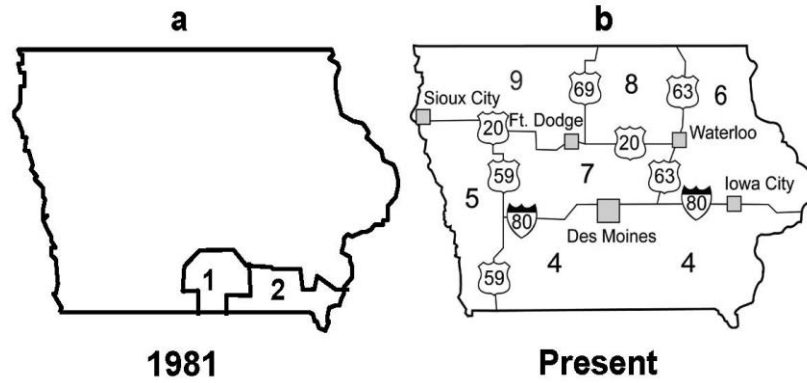 a
1
2
1981
b
9
8
6
69
63
Sioux City
20
Ft. Dodge
20
Waterloo
59
7
63
5
Iowa City
80
80
Des Moines
59
4
4
Present